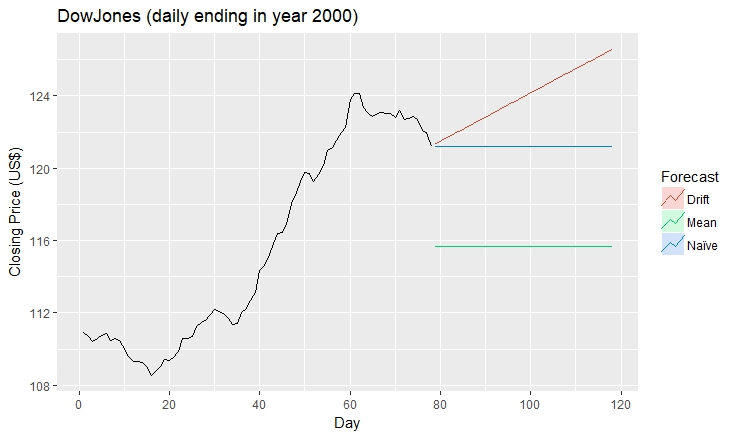 DowJones (daily ending in year 2000)
Closing Price (US$)
124
120
116
112
108
0 20 40 60 80 100 120
Day
Forecast
Drift
Mean
Naïve